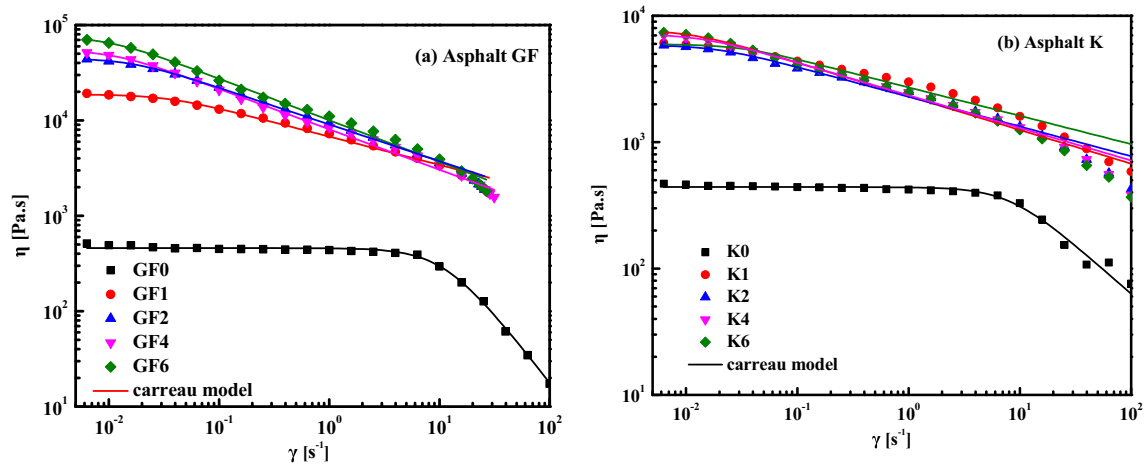 (a) Asphalt GF
η [Pa.s]
10^5
10^4
10^3
10^2
10^1
GF0
GF1
GF2
GF4
GF6
carreau model
10^-2 10^-1 10^0 10^1 10^2
γ [s^-1]
(b) Asphalt K
η [Pa.s]
10^4
10^3
10^2
10^1
K0
K1
K2
K4
K6
carreau model
10^-2 10^-1 10^0 10^1 10^2
γ [s^-1]